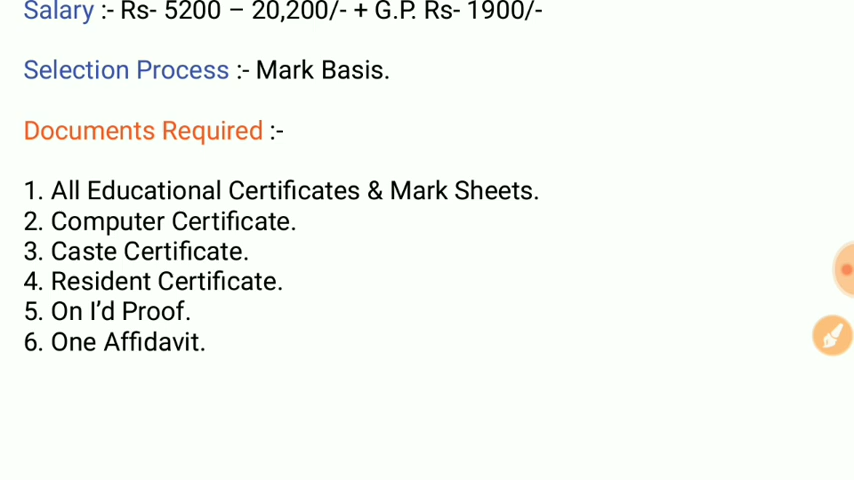 Salary :- Rs- 5200 – 20,200/- + G.P. Rs- 1900/-
Selection Process :- Mark Basis.
Documents Required :-
1. All Educational Certificates & Mark Sheets.
2. Computer Certificate.
3. Caste Certificate.
4. Resident Certificate.
5. On I'd Proof.
6. One Affidavit.